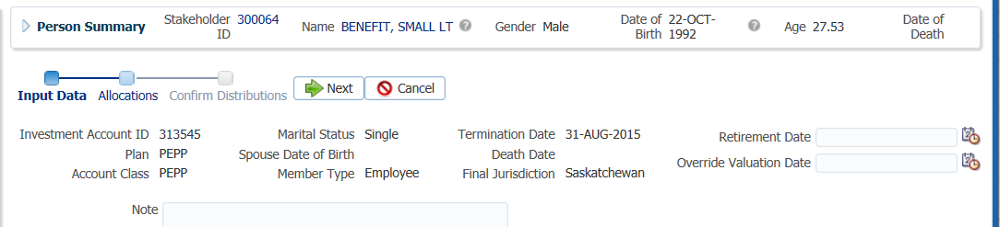 Person Summary Stakeholder ID 300064 Name BENEFIT, SMALL LT Gender Male Date of Birth 22-OCT-1992 Age 27.53 Date of Death
Input Data Allocations Confirm Distributions Next Cancel
Investment Account ID 313545 Marital Status Single Termination Date 31-AUG-2015 Retirement Date
Plan PEPP Spouse Date of Birth Death Date Override Valuation Date
Account Class PEPP Member Type Employee Final Jurisdiction Saskatchewan
Note